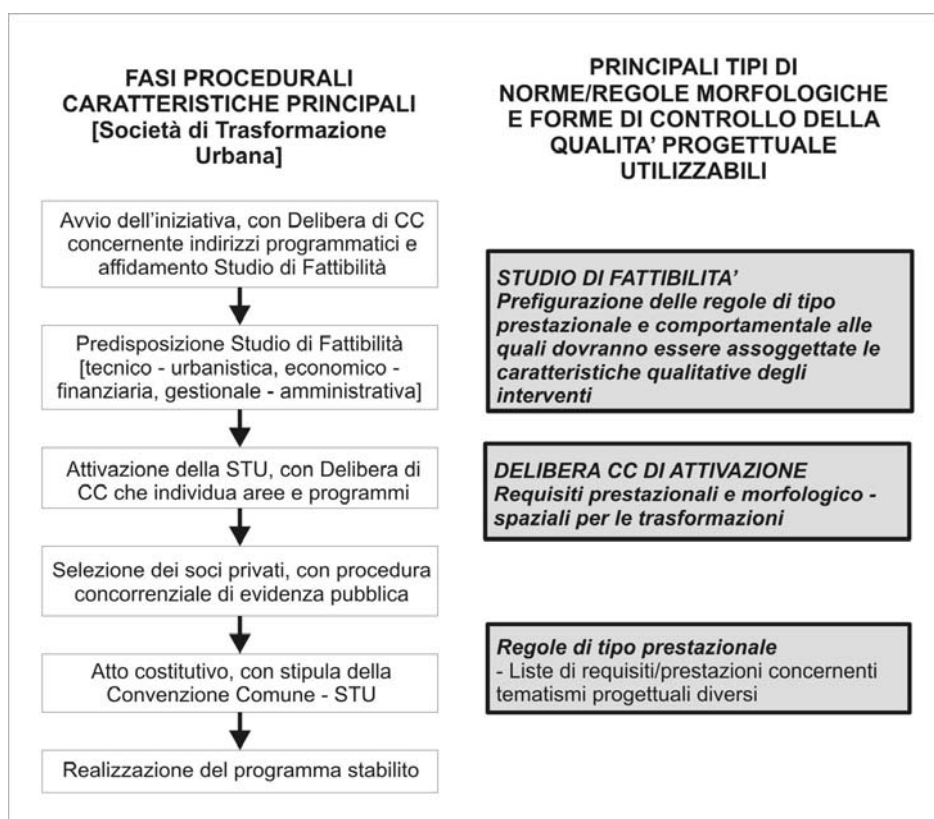 FASI PROCEDURALI
CARATTERISTICHE PRINCIPALI
[Società di Trasformazione
Urbana]
Avvio dell'iniziativa, con Delibera di CC
concernente indirizzi programmatici e
affidamento Studio di Fattibilità
Predisposizione Studio di Fattibilità
[tecnico - urbanistica, economico -
finanziaria, gestionale - amministrativa]
Attivazione della STU, con Delibera di
CC che individua aree e programmi
Selezione dei soci privati, con procedura
concorrenziale di evidenza pubblica
Atto costitutivo, con stipula della
Convenzione Comune - STU
Realizzazione del programma stabilito
PRINCIPALI TIPI DI
NORME/REGOLE MORFOLOGICHE
E FORME DI CONTROLLO DELLA
QUALITA' PROGETTUALE
UTILIZZABILI
STUDIO DI FATTIBILITA'
Prefigurazione delle regole di tipo
prestazionale e comportamentale alle
quali dovranno essere assoggettate le
caratteristiche qualitative degli
interventi
DELIBERA CC DI ATTIVAZIONE
Requisiti prestazionali e morfologico -
spaziali per le trasformazioni
Regole di tipo prestazionale
- Liste di requisiti/prestazioni concernenti
tematismi progettuali diversi